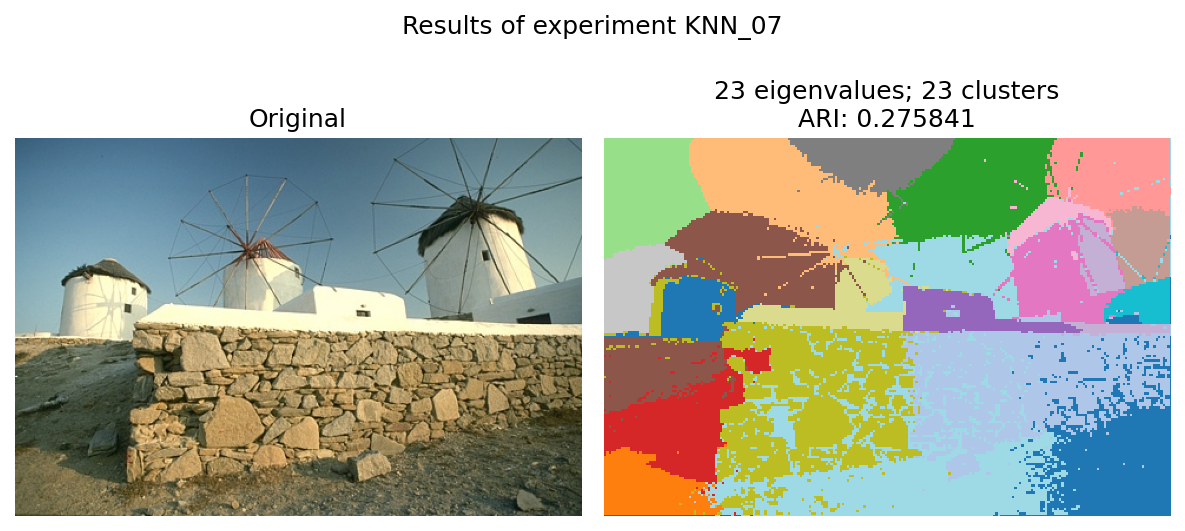 Results of experiment KNN_07
Original
23 eigenvalues; 23 clusters
ARI: 0.275841